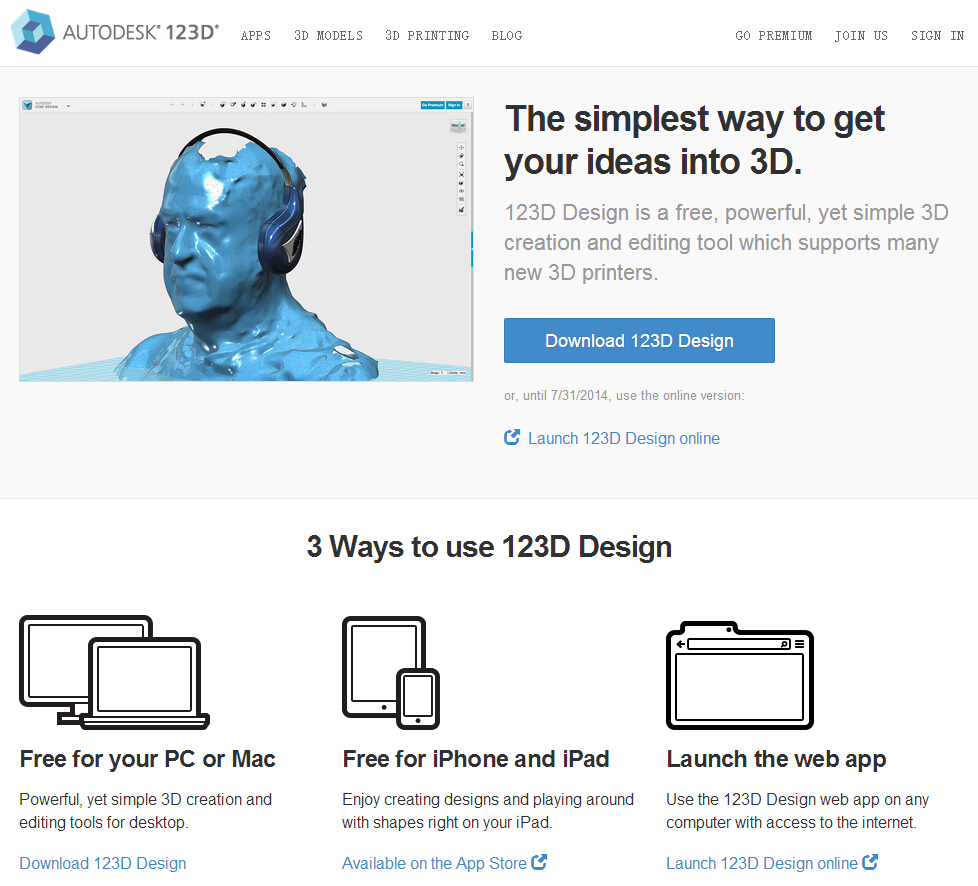 AUTODESK® 123D®
APPS 3D MODELS 3D PRINTING BLOG
GO PREMIUM JOIN US SIGN IN
AUTODESK
123D DESIGN
Go Premium Sign In ?
The simplest way to get
your ideas into 3D.
123D Design is a free, powerful, yet simple 3D
creation and editing tool which supports many
new 3D printers.
Download 123D Design
or, until 7/31/2014, use the online version:
Launch 123D Design online
3 Ways to use 123D Design
Free for your PC or Mac
Powerful, yet simple 3D creation and
editing tools for desktop.
Download 123D Design
Free for iPhone and iPad
Enjoy creating designs and playing around
with shapes right on your iPad.
Available on the App Store
Launch the web app
Use the 123D Design web app on any
computer with access to the internet.
Launch 123D Design online